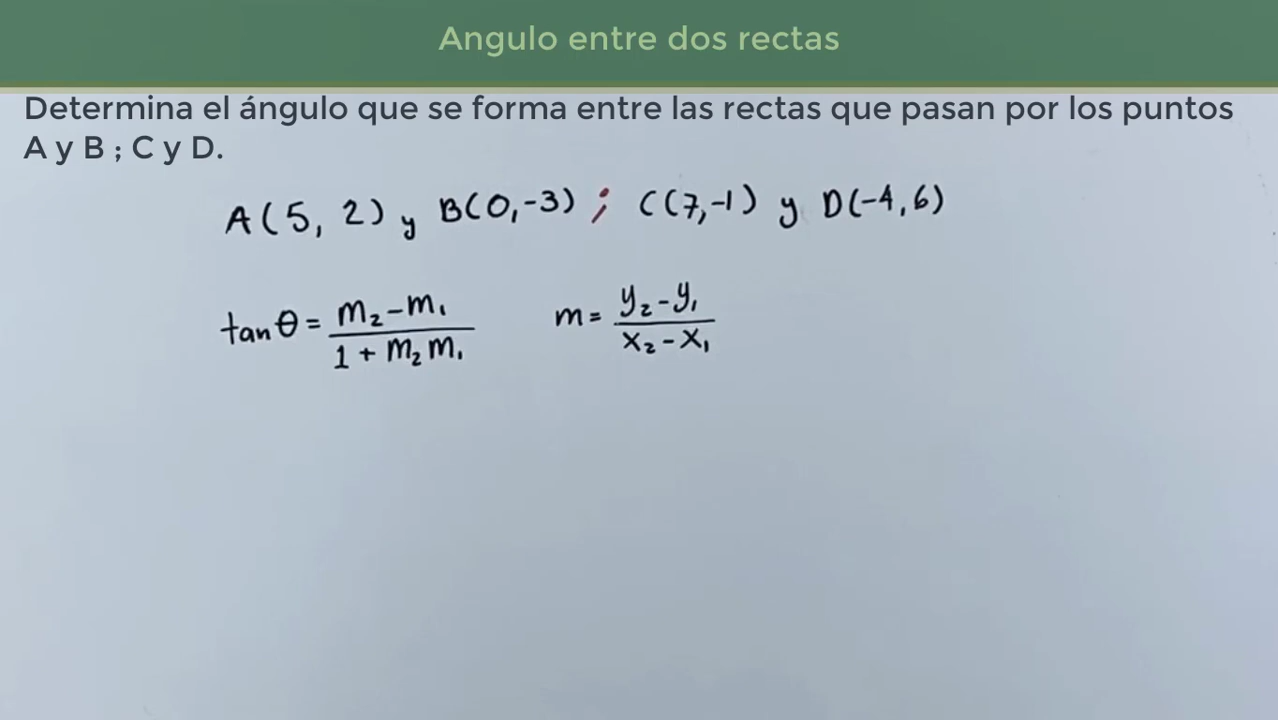 Angulo entre dos rectas
Determina el ángulo que se forma entre las rectas que pasan por los puntos
A y B ; C y D.
A(5, 2) y B(0,-3) ; C(7,-1) y D(-4,6)
tanθ = (m₂-m₁)/(1 + m₂m₁) m = (y₂-y₁)/(x₂-x₁)